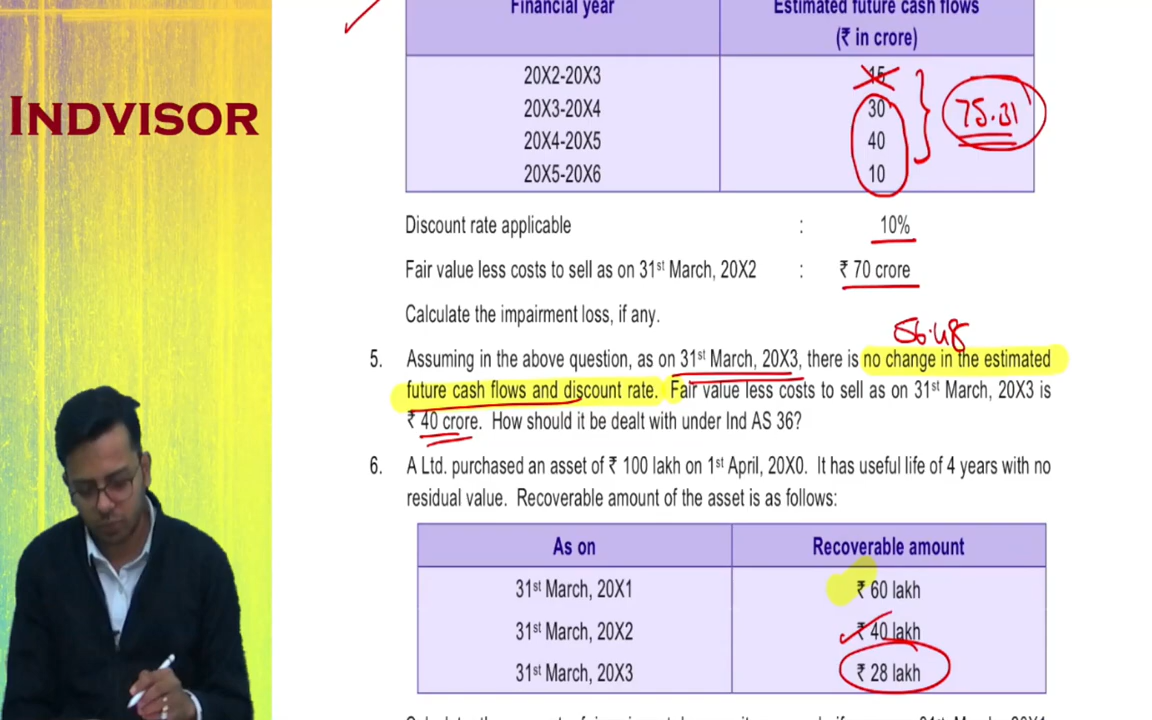 INDVISOR
Financial year Estimated future cash flows
(₹ in crore)
20X2-20X3 15
20X3-20X4 30
20X4-20X5 40
20X5-20X6 10
75.31
Discount rate applicable : 10%
Fair value less costs to sell as on 31st March, 20X2 : ₹ 70 crore
Calculate the impairment loss, if any.
56.48
5. Assuming in the above question, as on 31st March, 20X3, there is no change in the estimated
future cash flows and discount rate. Fair value less costs to sell as on 31st March, 20X3 is
₹ 40 crore. How should it be dealt with under Ind AS 36?
6. A Ltd. purchased an asset of ₹ 100 lakh on 1st April, 20X0. It has useful life of 4 years with no
residual value. Recoverable amount of the asset is as follows:
As on Recoverable amount
31st March, 20X1 ₹ 60 lakh
31st March, 20X2 ₹ 40 lakh
31st March, 20X3 ₹ 28 lakh